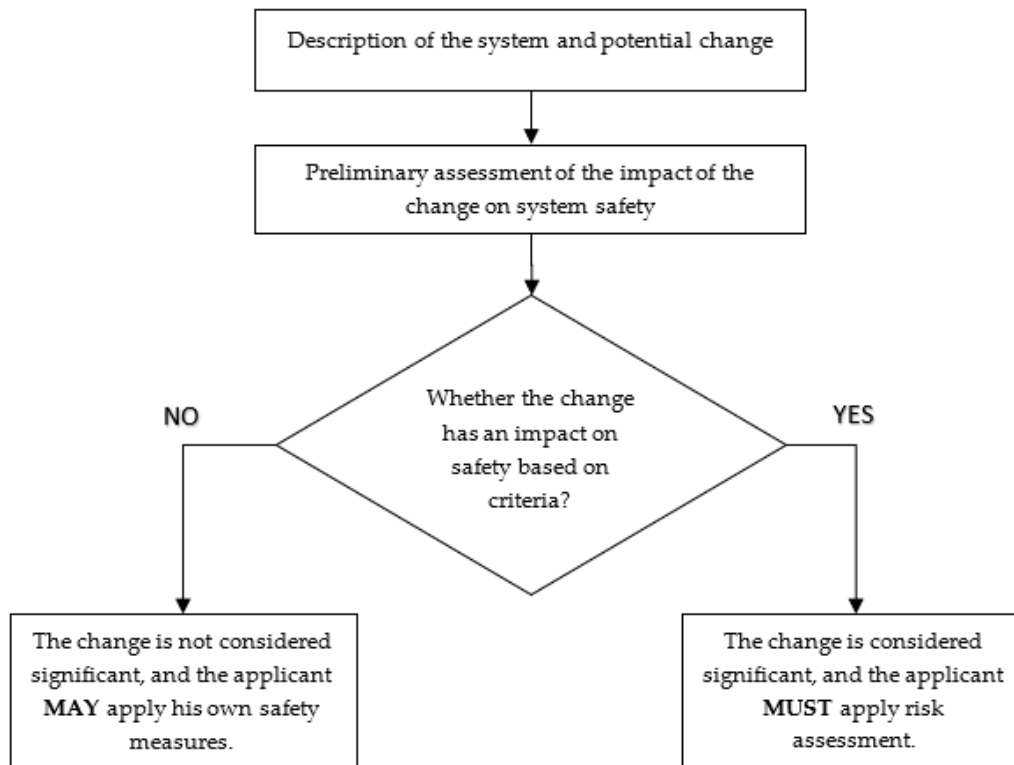 Description of the system and potential change
Preliminary assessment of the impact of the
change on system safety
Whether the change
has an impact on
safety based on
criteria?
NO
YES
The change is not considered
significant, and the applicant
MAY apply his own safety
measures.
The change is considered
significant, and the applicant
MUST apply risk
assessment.